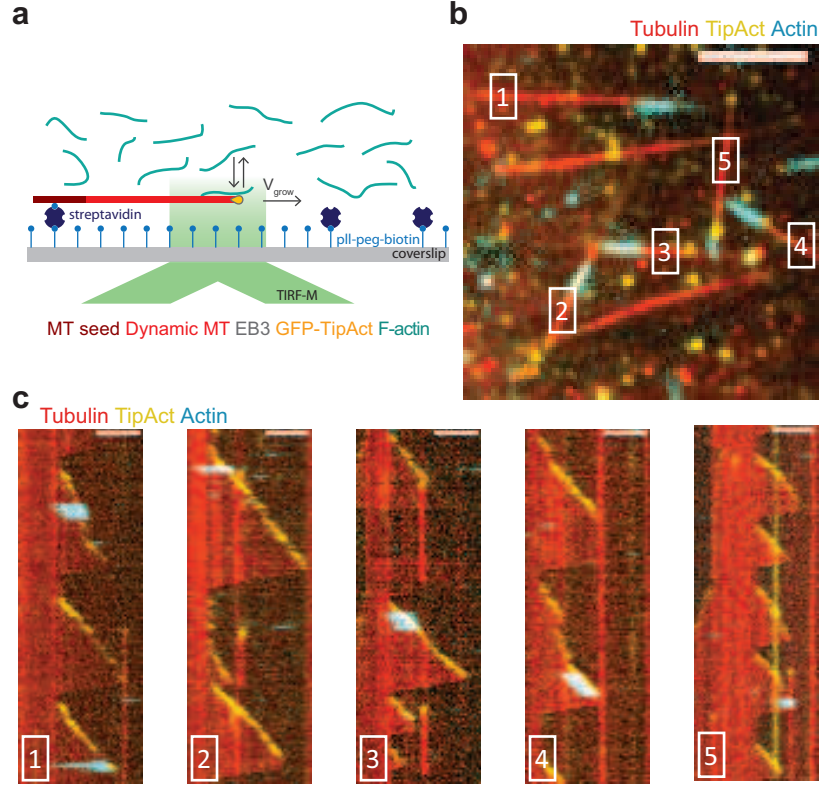 a
V grow
streptavidin
pll-peg-biotin
coverslip
TIRF-M
MT seed Dynamic MT EB3 GFP-TipAct F-actin
b
Tubulin TipAct Actin
1
5
3
4
2
c
Tubulin TipAct Actin
1
2
3
4
5